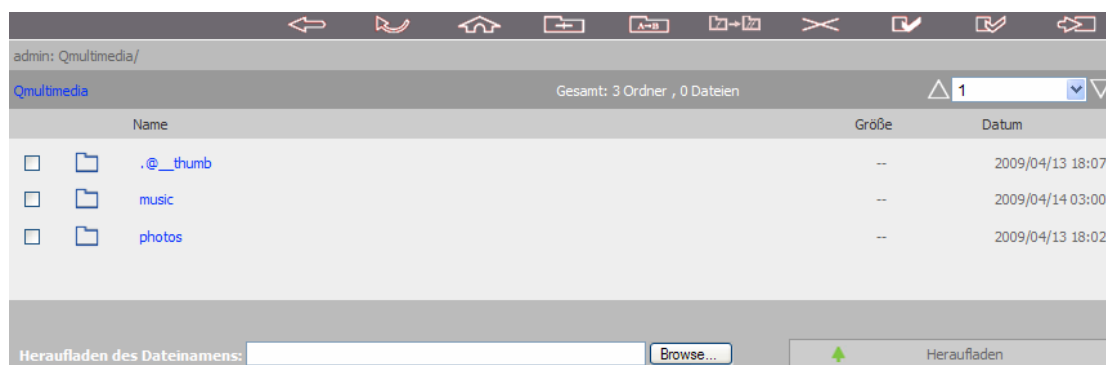 A→B
admin: Qmultimedia/
Qmultimedia Gesamt: 3 Ordner , 0 Dateien 1
Name Größe Datum
.@__thumb -- 2009/04/13 18:07
music -- 2009/04/14 03:00
photos -- 2009/04/13 18:02
Heraufladen des Dateinamens: Browse... Heraufladen